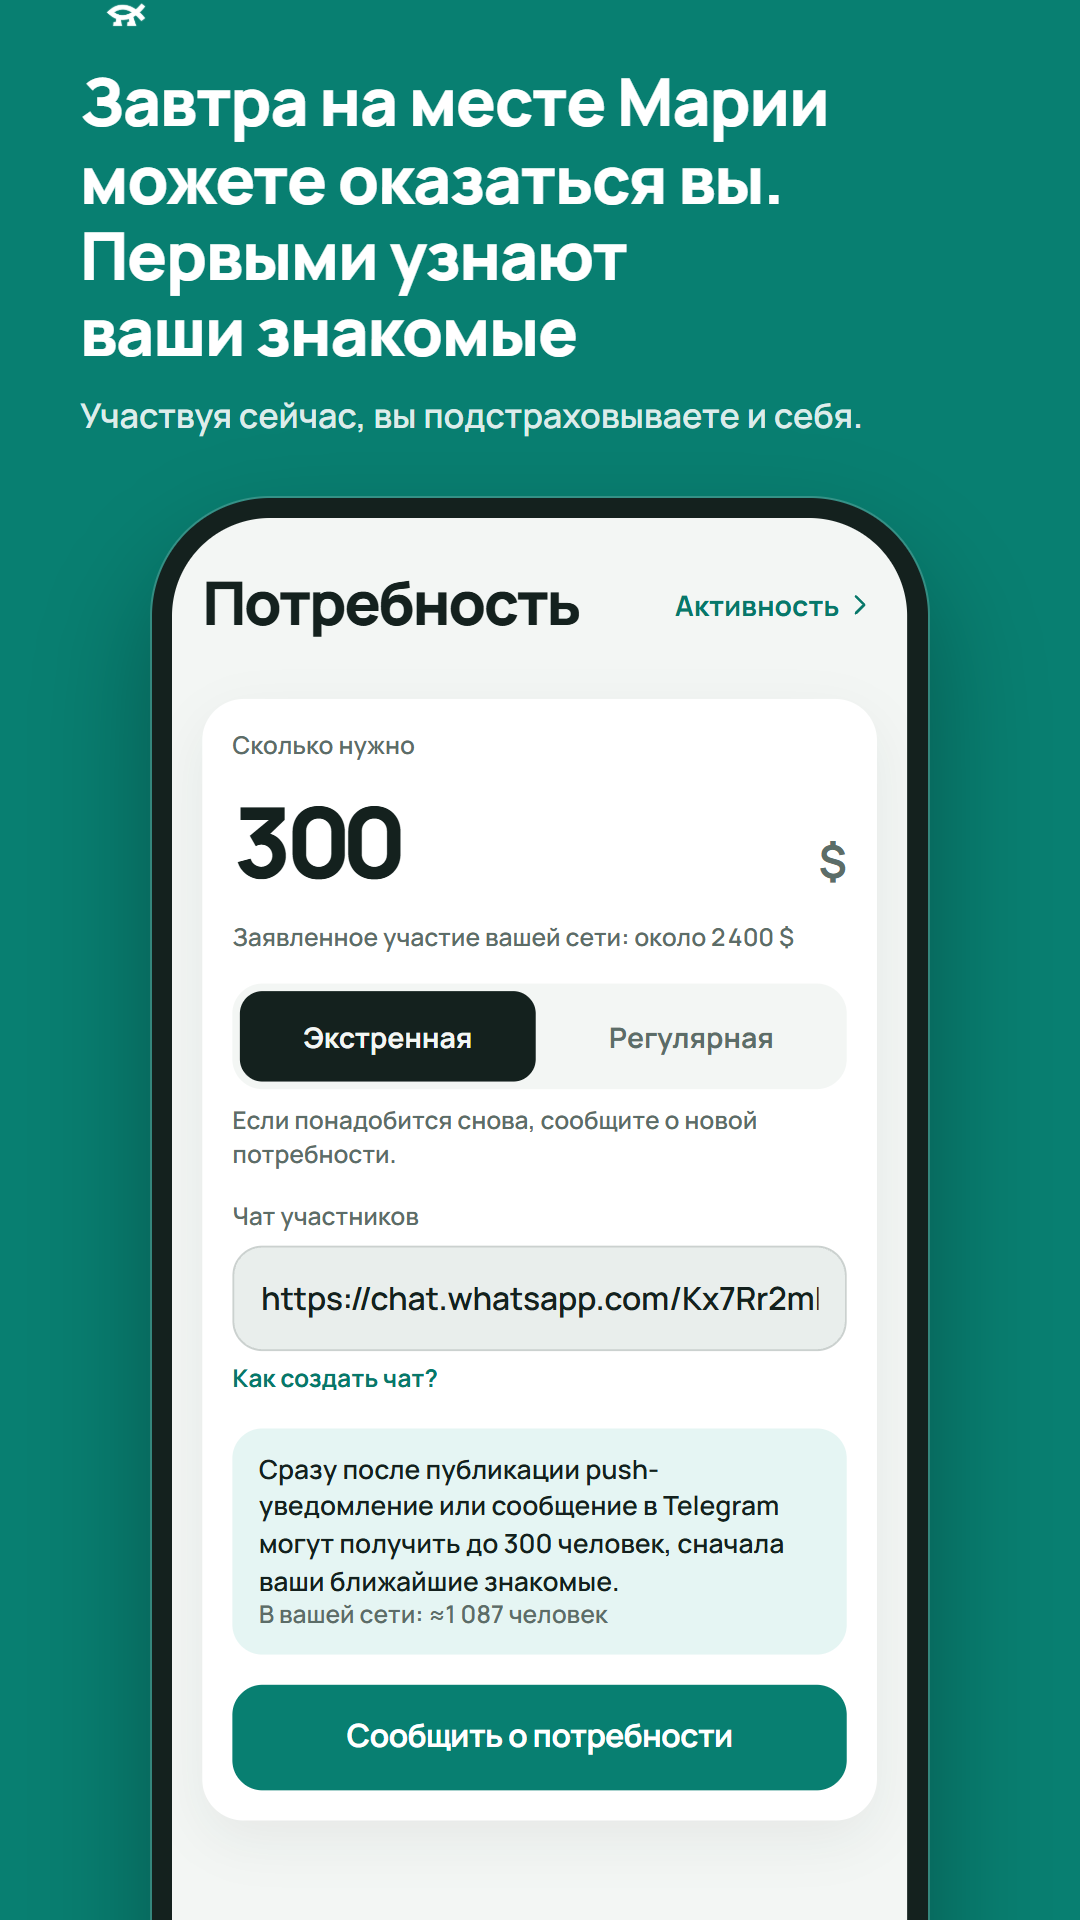 Завтра на месте Марии
можете оказаться вы.
Первыми узнают
ваши знакомые
Участвуя сейчас, вы подстраховываете и себя.
Потребность
Активность
Сколько нужно
300
$
Заявленное участие вашей сети: около 2 400 $
Экстренная
Регулярная
Если понадобится снова, сообщите о новой
потребности.
Чат участников
https://chat.whatsapp.com/Kx7Rr2m
Как создать чат?
Сразу после публикации push-
уведомление или сообщение в Telegram
могут получить до 300 человек, сначала
ваши ближайшие знакомые.
В вашей сети: ≈1 087 человек
Сообщить о потребности